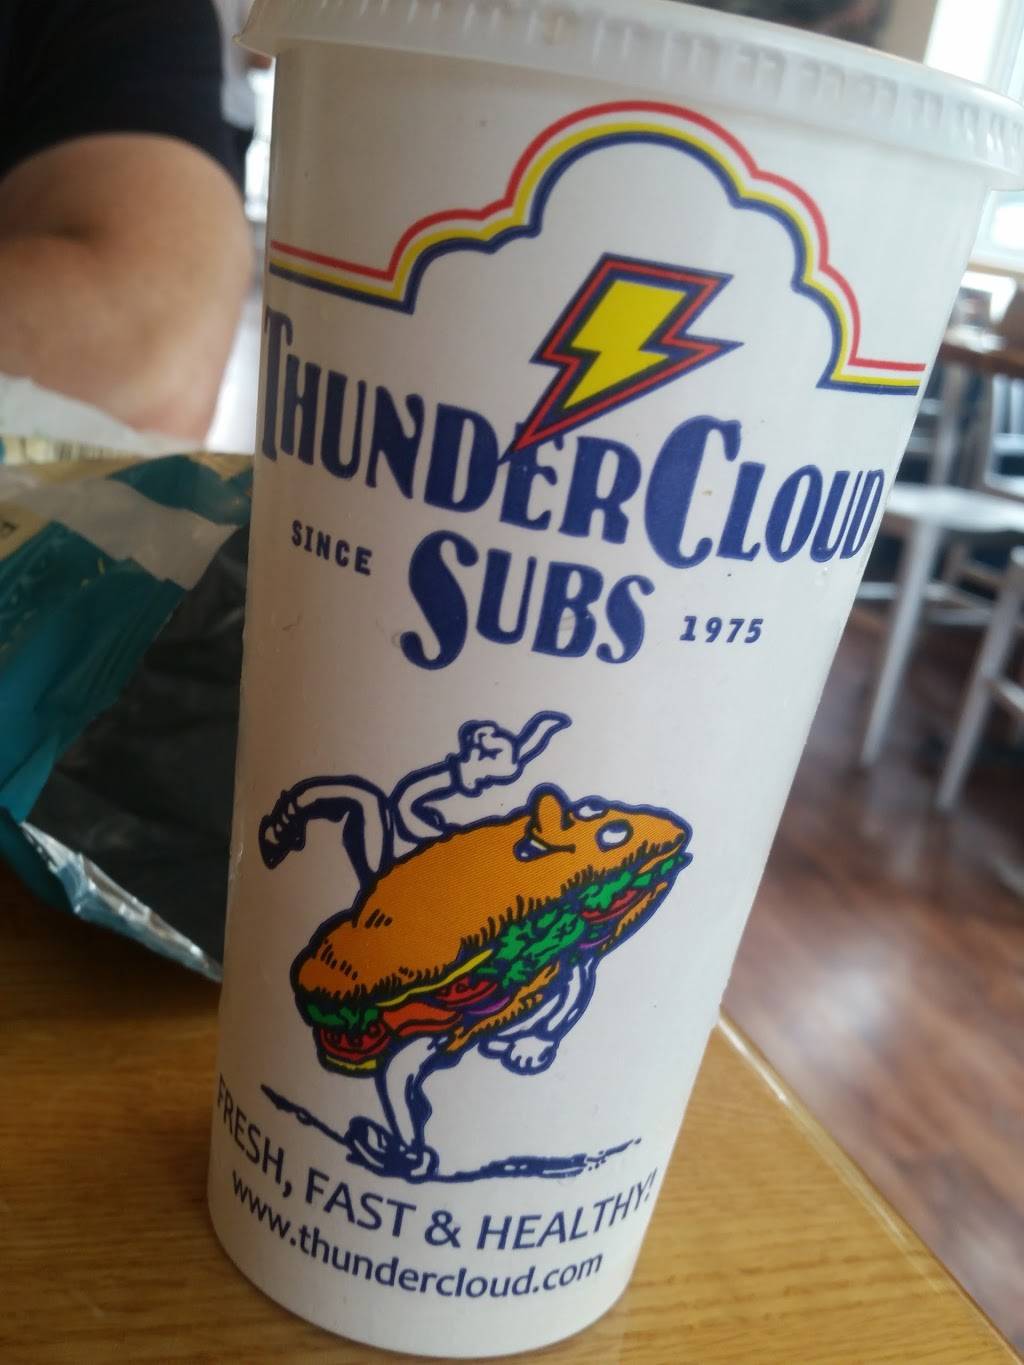 THUNDERCLOUD
SUBS
SINCE 1975
FRESH, FAST & HEALTHY!
www.thundercloud.com